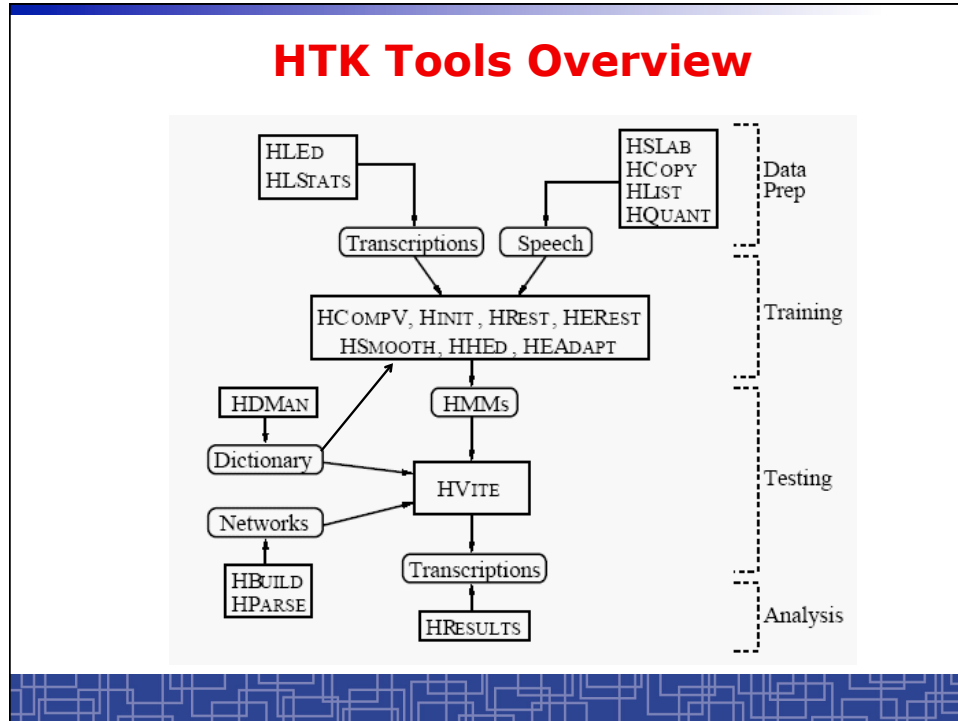 HTK Tools Overview
HLED
HLSTATS
HSLAB
HCOPY
HLIST
HQUANT
Data
Prep
Transcriptions
Speech
HCOMPV, HINIT , HREST, HEREST
HSMOOTH , HHED , HEADAPT
Training
HDMAN
HMMs
Dictionary
HVITE
Testing
Networks
Transcriptions
HBUILD
HPARSE
HRESULTS
Analysis